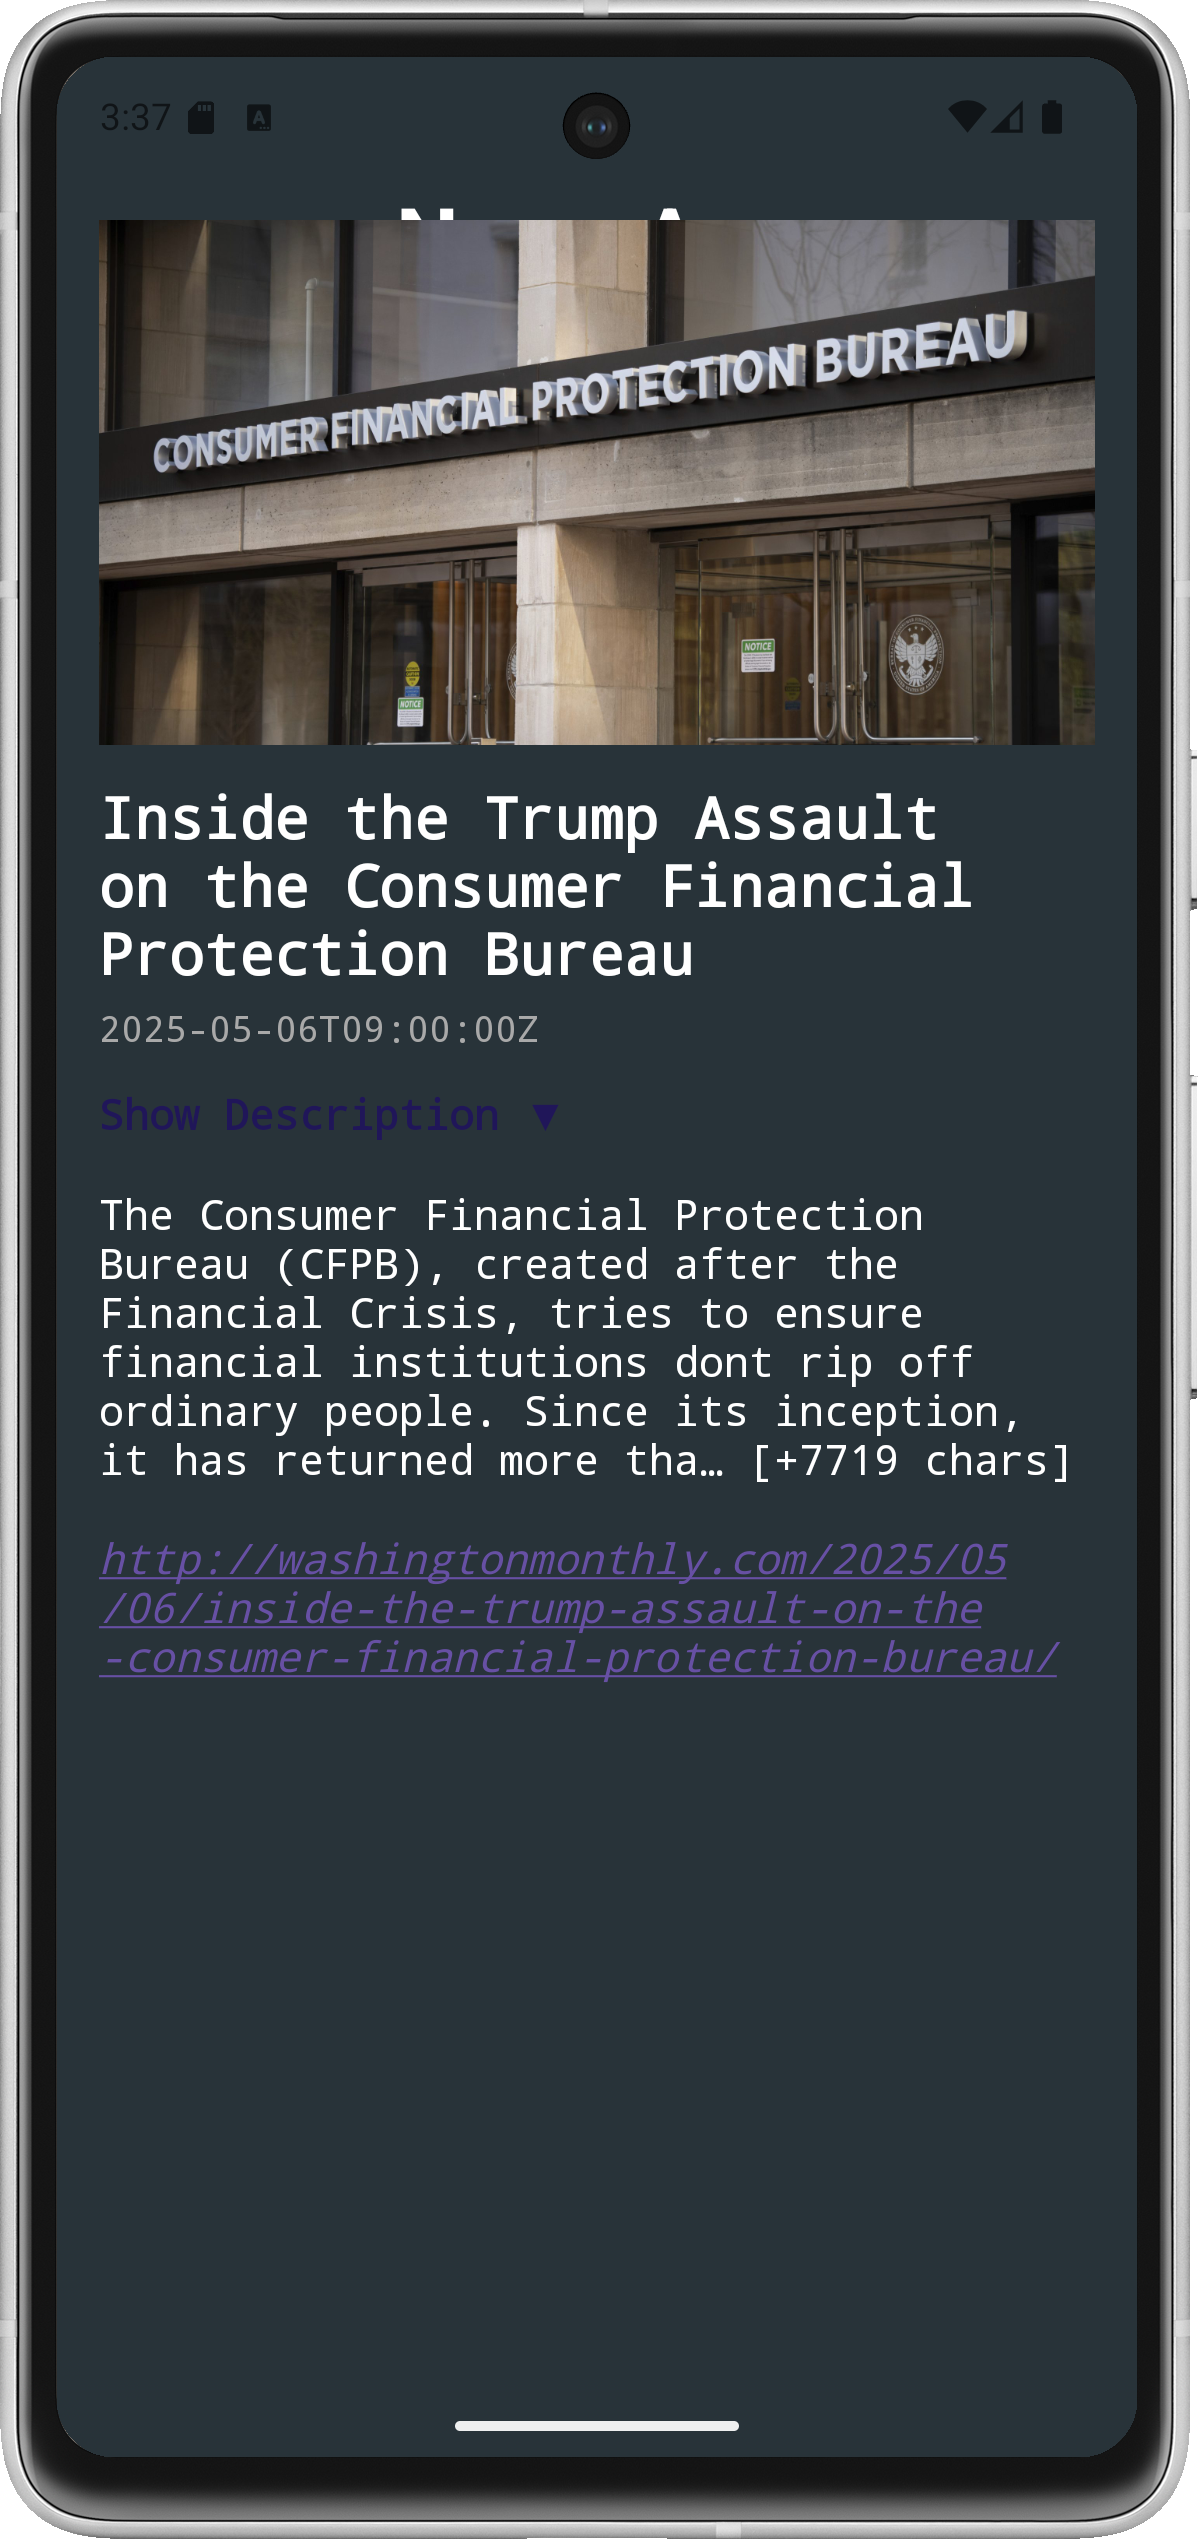 3:37
CONSUMER FINANCIAL PROTECTION BUREAU
NOTICE
NOTICE
Inside the Trump Assault
on the Consumer Financial
Protection Bureau
2025-05-06T09:00:00Z
Show Description ▼
The Consumer Financial Protection
Bureau (CFPB), created after the
Financial Crisis, tries to ensure
financial institutions dont rip off
ordinary people. Since its inception,
it has returned more tha… [+7719 chars]
http://washingtonmonthly.com/2025/05
/06/inside-the-trump-assault-on-the
-consumer-financial-protection-bureau/